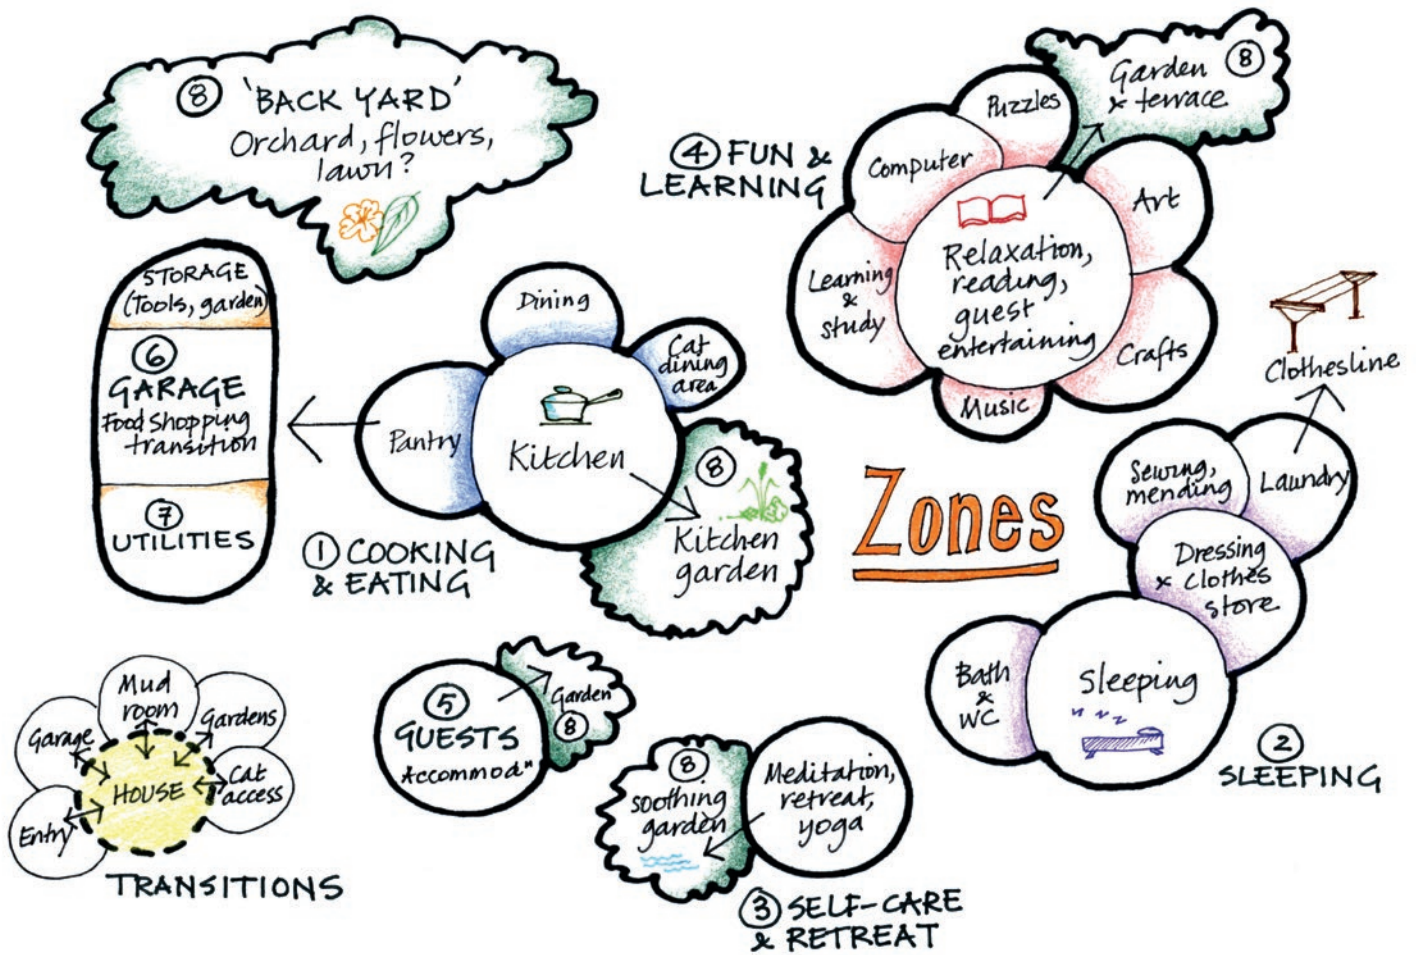 ⑧ 'BACK YARD'
Orchard, flowers,
lawn?
④ FUN &
LEARNING
Puzzles
Computer
Learning
&
study
Relaxation,
reading,
guest
entertaining
Music
Art
Crafts
Garden
& terrace
⑧
STORAGE
(Tools, garden)
⑥
GARAGE
Food Shopping
transition
⑦
UTILITIES
Dining
Cat
dining
area
Pantry
Kitchen
⑧
Kitchen
garden
① COOKING
& EATING
Zones
Clothesline
Sewing,
mending
Laundry
Dressing
& clothes
store
Bath
&
WC
Sleeping
z z z
②
SLEEPING
Mud
room
Garage
Gardens
Entry
HOUSE
Cat
access
TRANSITIONS
⑤
GUESTS
Accommodⁿ
Garden
⑧
⑧
soothing
garden
Meditation,
retreat,
yoga
③ SELF-CARE
& RETREAT